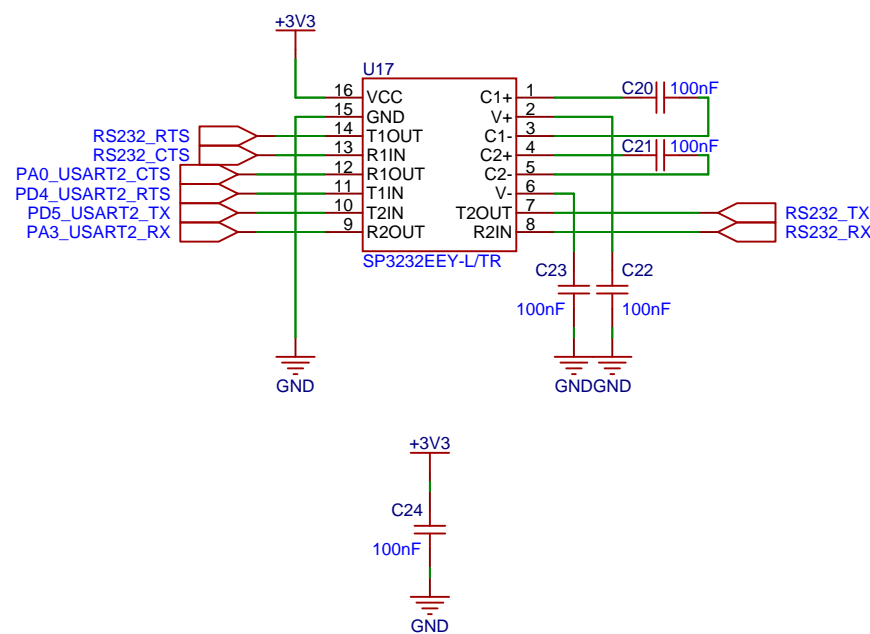 +3V3
U17
16 VCC C1+ 1 C20 100nF
15 GND V+ 2
RS232_RTS 14 T1OUT C1- 3
RS232_CTS 13 R1IN C2+ 4 C21 100nF
PA0_USART2_CTS 12 R1OUT C2- 5
PD4_USART2_RTS 11 T1IN V- 6
PD5_USART2_TX 10 T2IN T2OUT 7 RS232_TX
PA3_USART2_RX 9 R2OUT R2IN 8 RS232_RX
SP3232EEY-L/TR
C23 C22
100nF 100nF
GND GND GND
+3V3
C24
100nF
GND